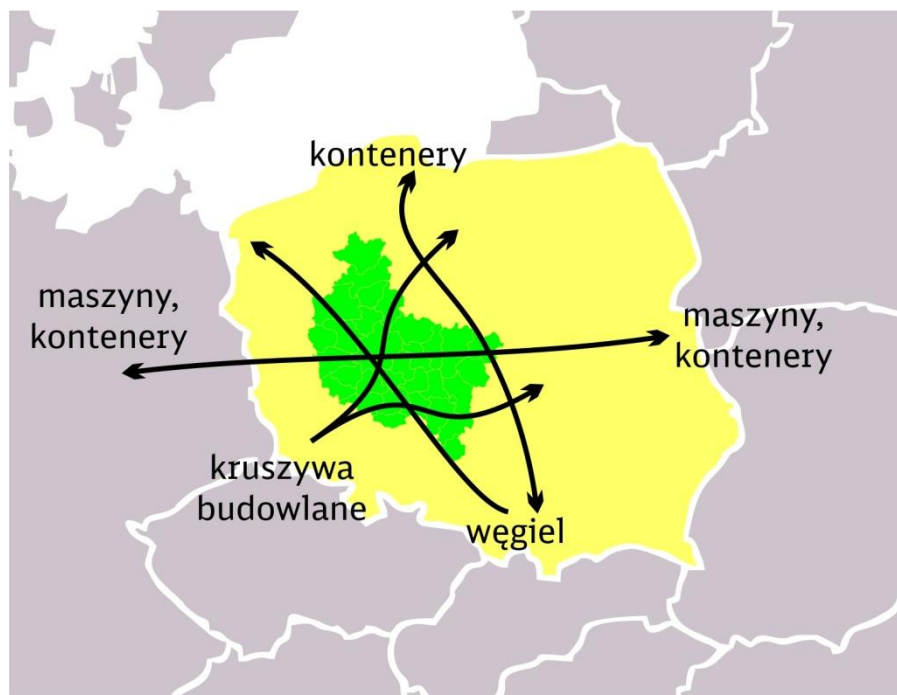 kontenery
maszyny,
kontenery
maszyny,
kontenery
kruszywa
budowlane
węgiel